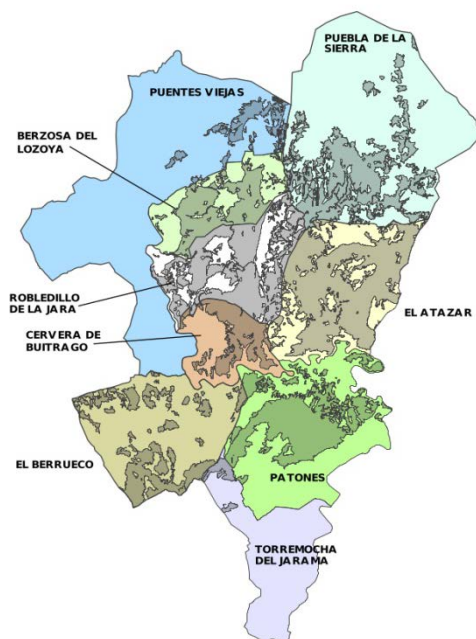 PUEBLA DE LA
SIERRA
PUENTES VIEJAS
BERZOSA DEL
LOZOYA
ROBLEDILLO
DE LA JARA
EL ATAZAR
CERVERA DE
BUITRAGO
EL BERRUECO
PATONES
TORREMOCHA
DEL JARAMA